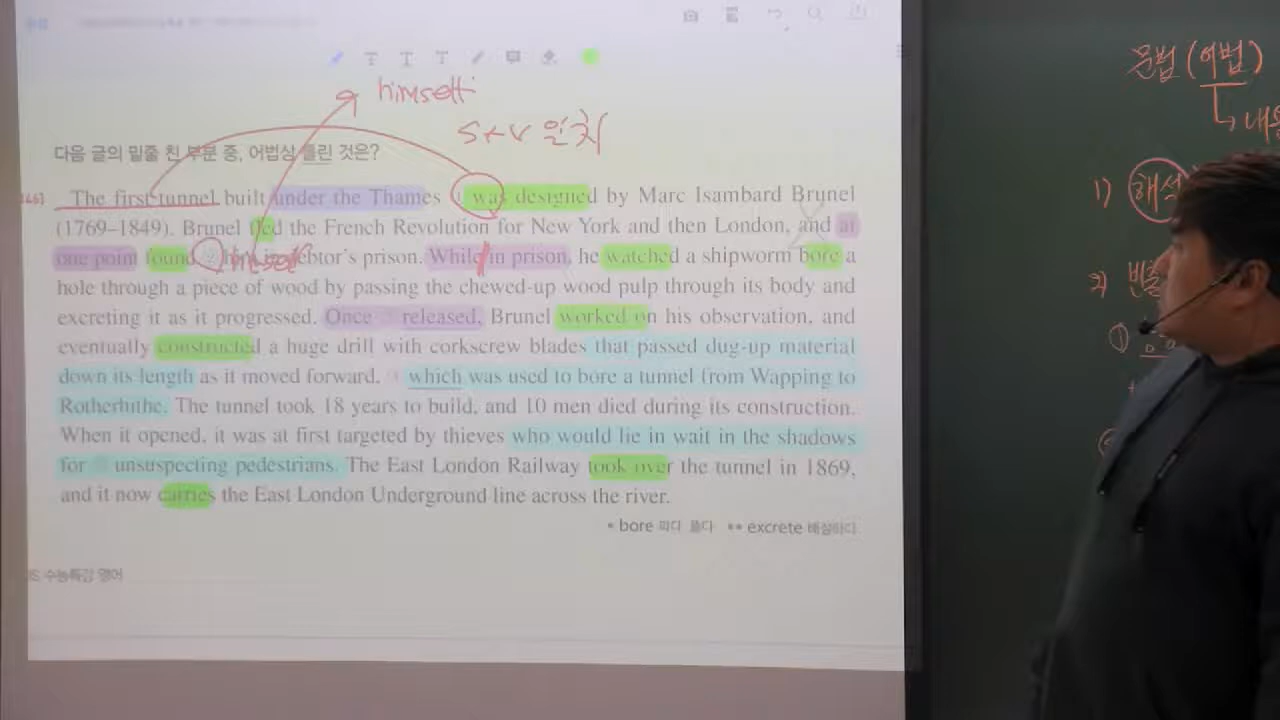 himself
S+V 일치
다음 글의 밑줄 친 부분 중, 어법상 틀린 것은?
The first tunnel built under the Thames was designed by Marc Isambard Brunel
(1769–1849). Brunel fled the French Revolution for New York and then London, and at
one point found himself debtor's prison. While in prison, he watched a shipworm bore a
hole through a piece of wood by passing the chewed-up wood pulp through its body and
excreting it as it progressed. Once released, Brunel worked on his observation, and
eventually constructed a huge drill with corkscrew blades that passed dug-up material
down its length as it moved forward. which was used to bore a tunnel from Wapping to
Rotherhithe. The tunnel took 18 years to build, and 10 men died during its construction.
When it opened, it was at first targeted by thieves who would lie in wait in the shadows
for unsuspecting pedestrians. The East London Railway took over the tunnel in 1869,
and it now carries the East London Underground line across the river.
* bore ** excrete 배설하다
수능특강 영어
문법 (어법)
1) 해석
2)
①